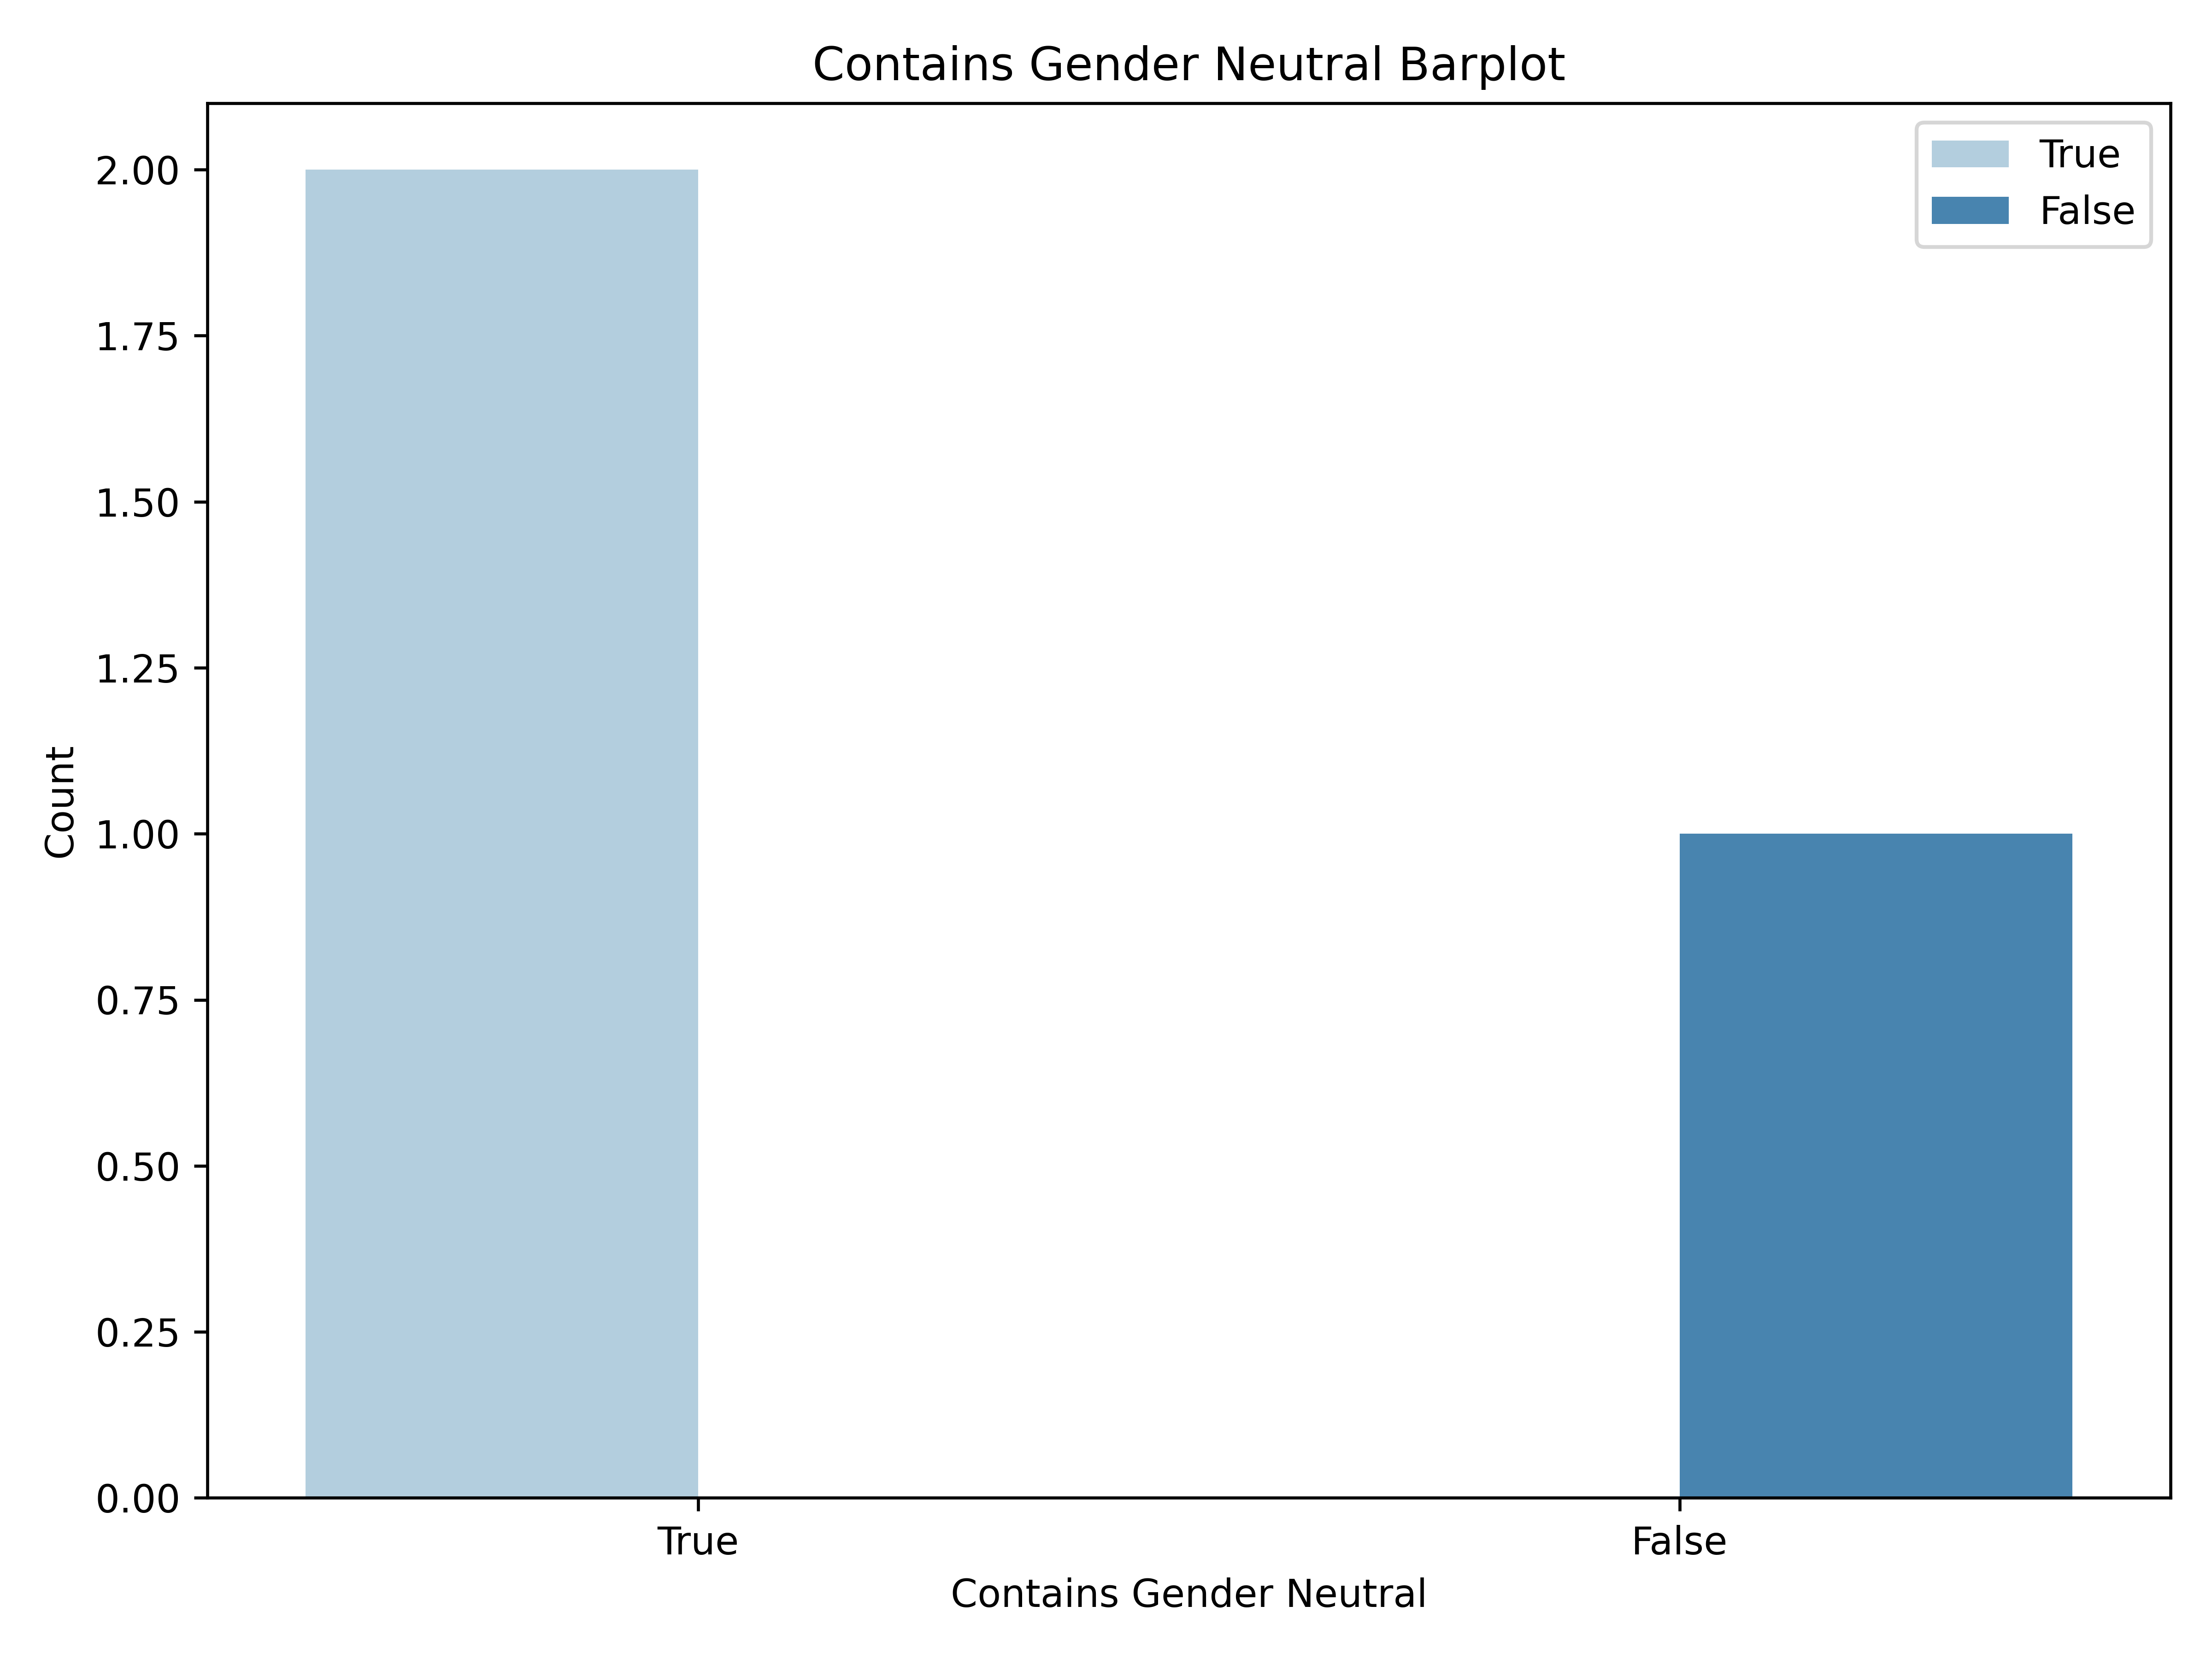 Contains Gender Neutral Barplot
True
False
2.00
1.75
1.50
1.25
1.00
0.75
0.50
0.25
0.00
Count
True
False
Contains Gender Neutral